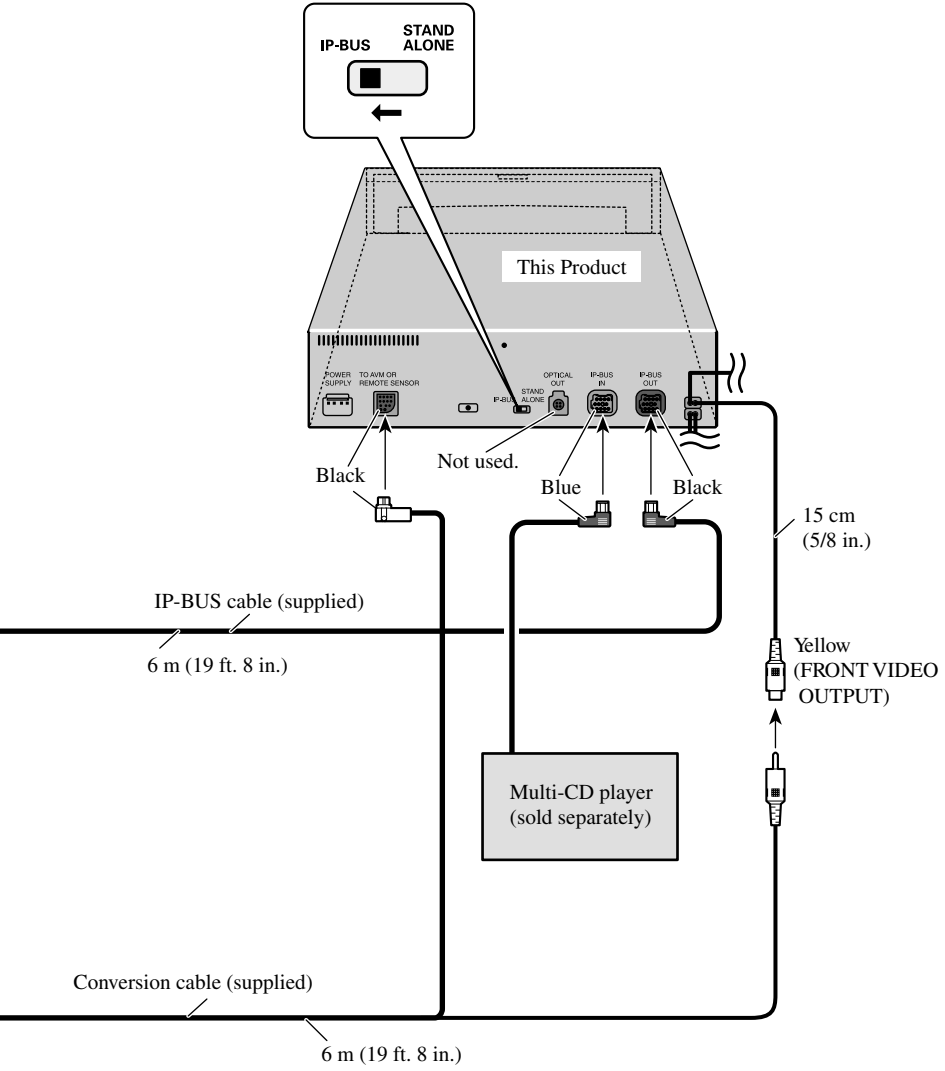 IP-BUS
STAND
ALONE
This Product
POWER
SUPPLY
TO AVM OR
REMOTE SENSOR
IP-BUS
STAND
ALONE
OPTICAL
OUT
IP-BUS
IN
IP-BUS
OUT
Black
Not used.
Blue
Black
15 cm
(5/8 in.)
IP-BUS cable (supplied)
6 m (19 ft. 8 in.)
Yellow
(FRONT VIDEO
OUTPUT)
Multi-CD player
(sold separately)
Conversion cable (supplied)
6 m (19 ft. 8 in.)